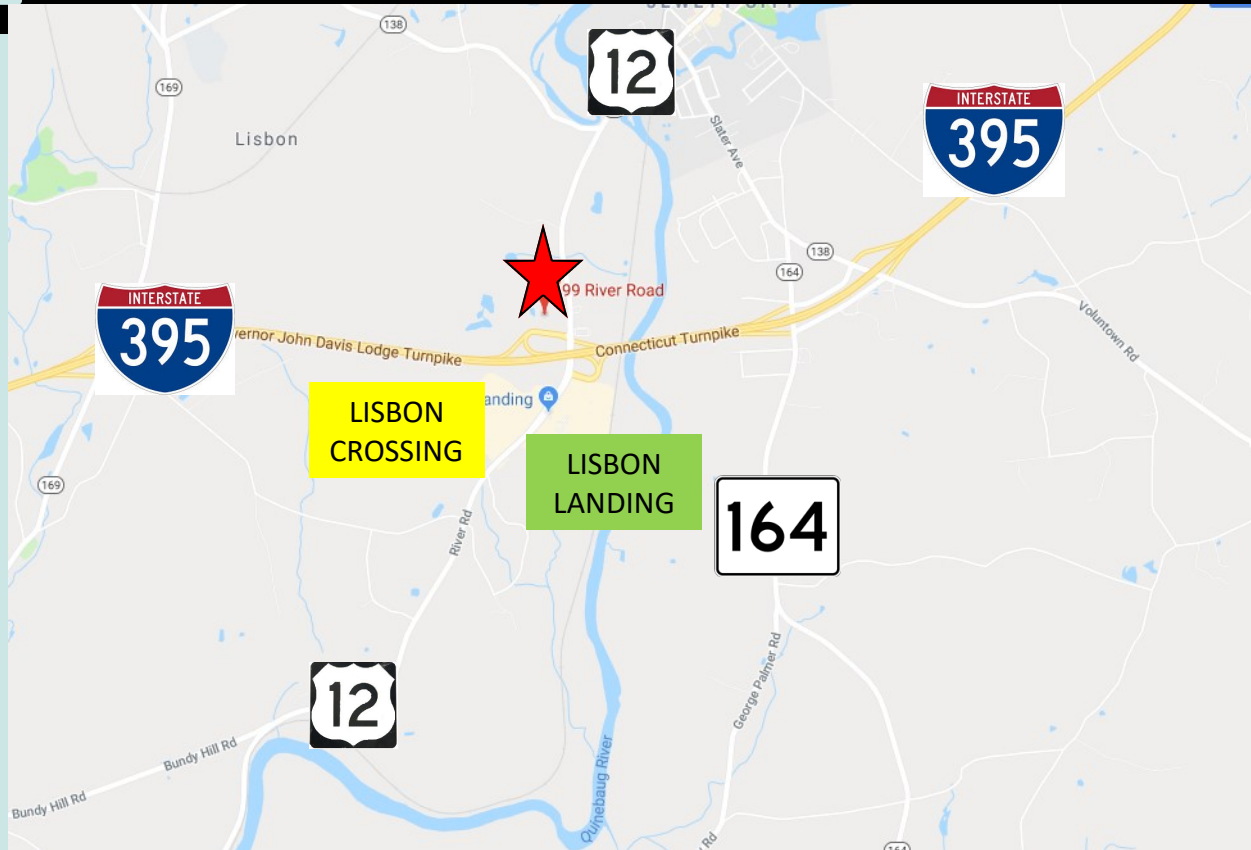 138
12
169
INTERSTATE
395
Slater Ave
Lisbon
138
164
99 River Road
INTERSTATE
395
Voluntown Rd
vernor John Davis Lodge Turnpike
Connecticut Turnpike
LISBON
CROSSING
anding
LISBON
LANDING
169
164
River Rd
George Palmer Rd
12
Bundy Hill Rd
Quinebaug River
Bundy Hill Rd
Rd
164